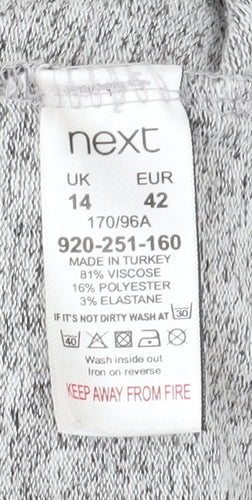 next
UK EUR
14 42
170/96A
920-251-160
MADE IN TURKEY
81% VISCOSE
16% POLYESTER
3% ELASTANE
IF IT'S NOT DIRTY WASH AT 30
40
Wash inside out
Iron on reverse
KEEP AWAY FROM FIRE